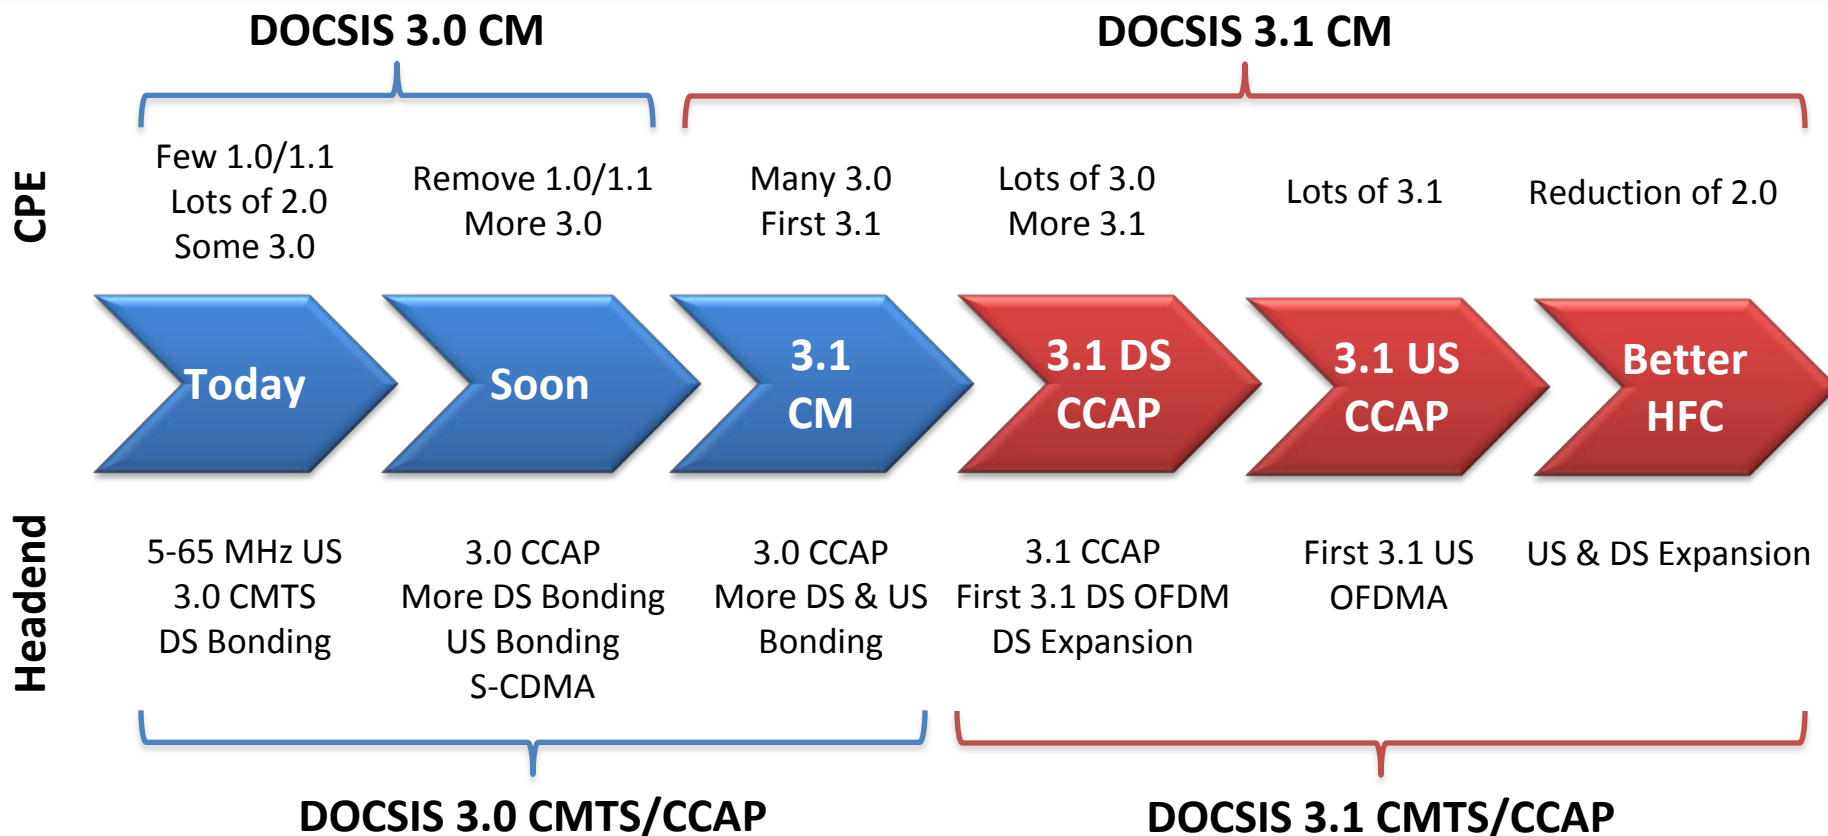 DOCSIS 3.0 CM
DOCSIS 3.1 CM
CPE
Few 1.0/1.1
Lots of 2.0
Some 3.0
Remove 1.0/1.1
More 3.0
Many 3.0
First 3.1
Lots of 3.0
More 3.1
Lots of 3.1
Reduction of 2.0
Today
Soon
3.1
CM
3.1 DS
CCAP
3.1 US
CCAP
Better
HFC
Headend
5-65 MHz US
3.0 CMTS
DS Bonding
3.0 CCAP
More DS Bonding
US Bonding
S-CDMA
3.0 CCAP
More DS & US
Bonding
3.1 CCAP
First 3.1 DS OFDM
DS Expansion
First 3.1 US
OFDMA
US & DS Expansion
DOCSIS 3.0 CMTS/CCAP
DOCSIS 3.1 CMTS/CCAP